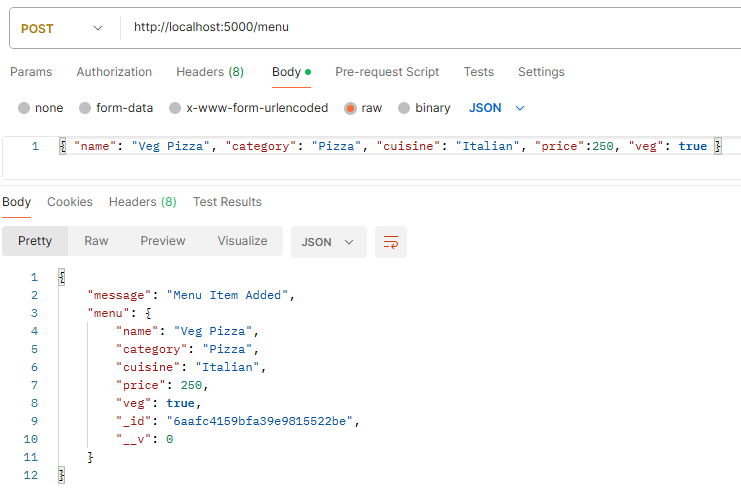 POST http://localhost:5000/menu
Params Authorization Headers (8) Body Pre-request Script Tests Settings
none form-data x-www-form-urlencoded raw binary JSON
1 { "name": "Veg Pizza", "category": "Pizza", "cuisine": "Italian", "price":250, "veg": true }
Body Cookies Headers (8) Test Results
Pretty Raw Preview Visualize JSON
1 {
2 "message": "Menu Item Added",
3 "menu": {
4 "name": "Veg Pizza",
5 "category": "Pizza",
6 "cuisine": "Italian",
7 "price": 250,
8 "veg": true,
9 "_id": "6aafc4159bfa39e9815522be",
10 "__v": 0
11 }
12 }